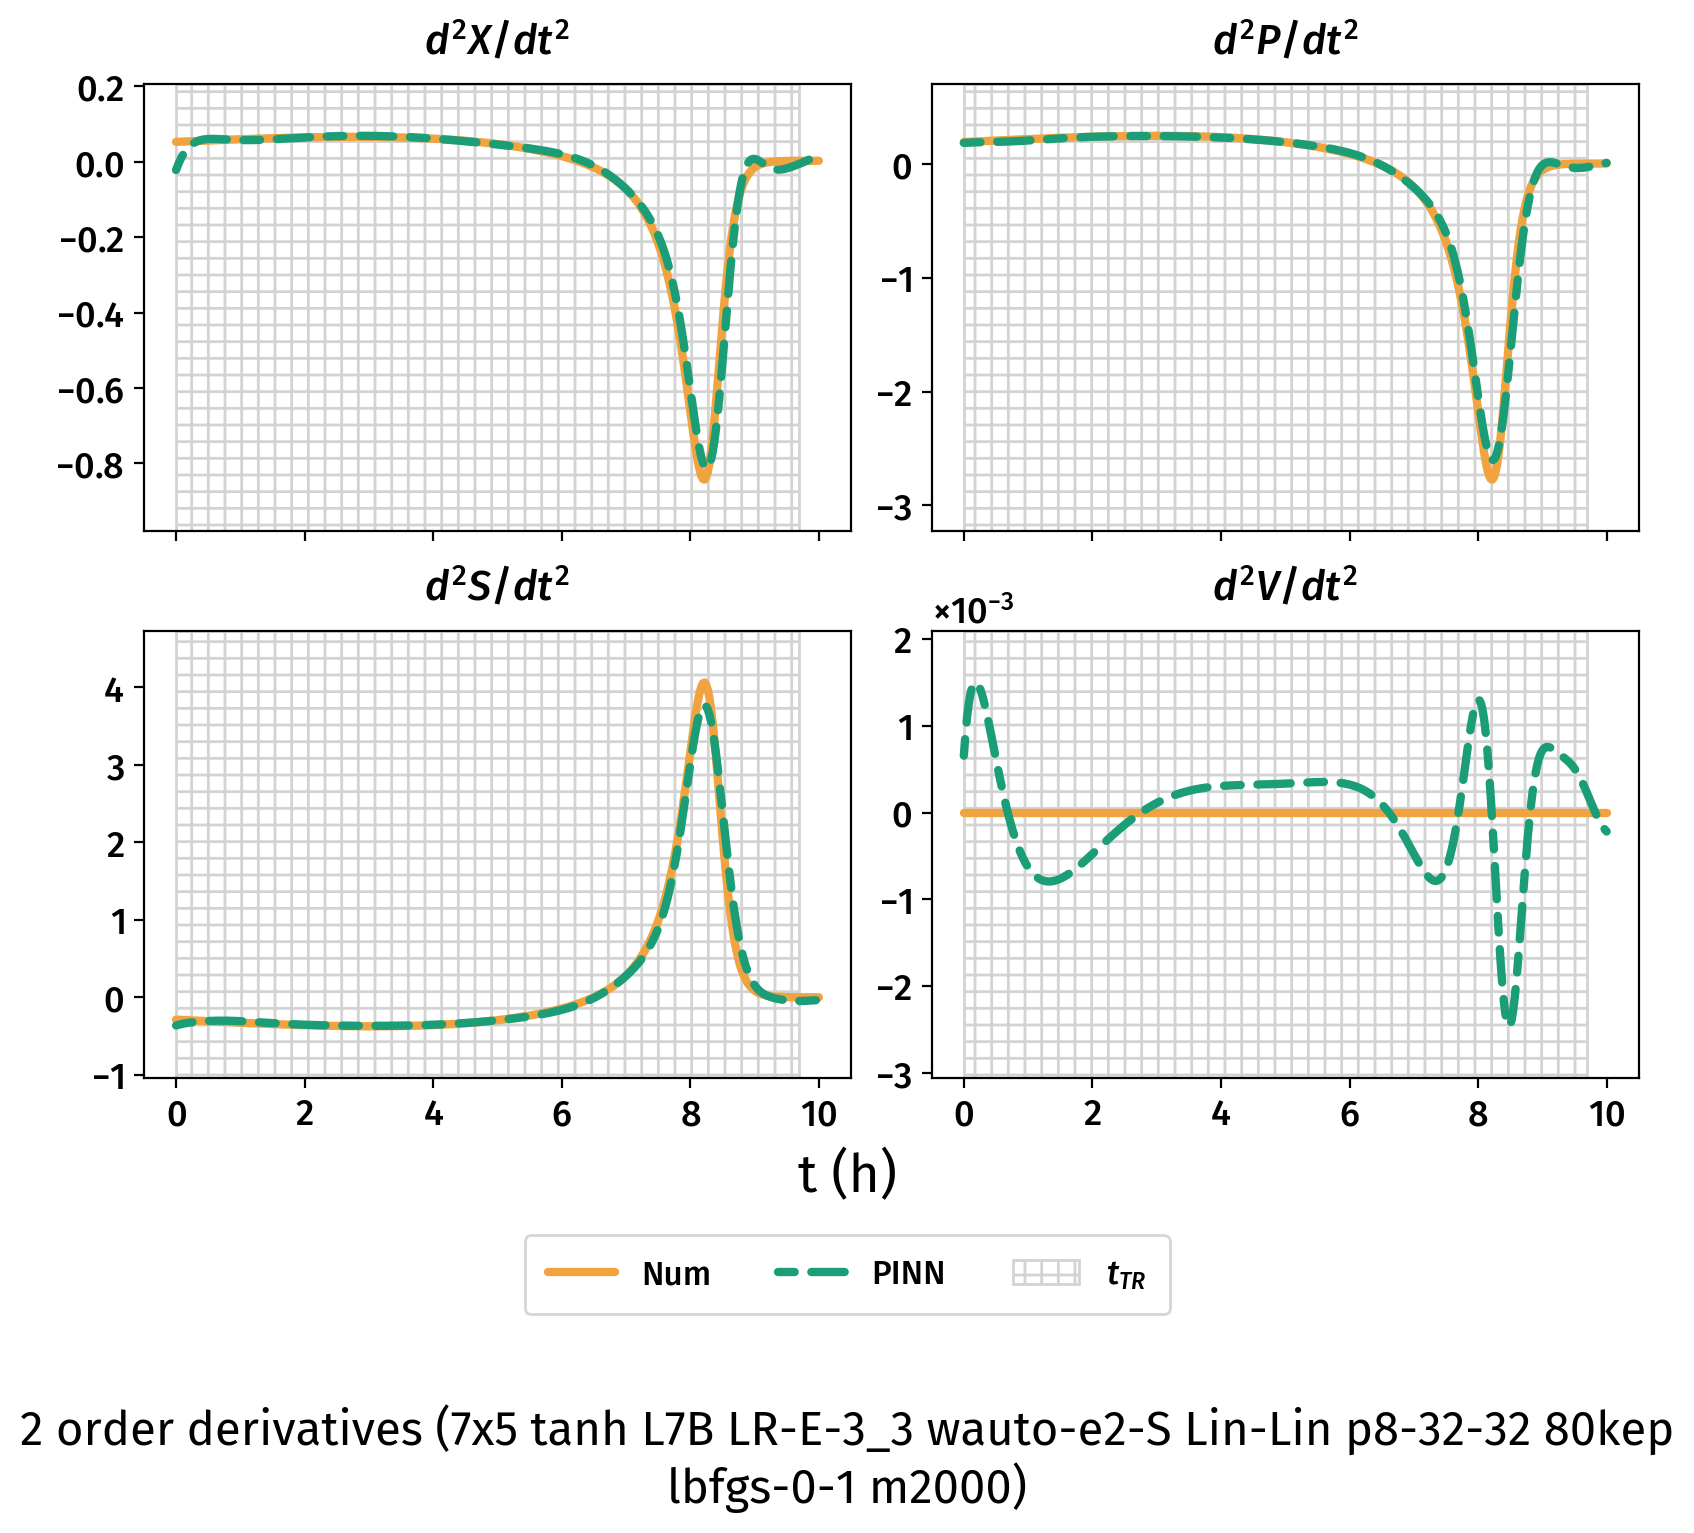 d²X/dt²
d²P/dt²
0.2
0.0
−0.2
−0.4
−0.6
−0.8
0
−1
−2
−3
d²S/dt²
d²V/dt²
×10⁻³
4
3
2
1
0
−1
2
1
0
−1
−2
−3
0 2 4 6 8 10
0 2 4 6 8 10
t (h)
Num PINN t_TR
2 order derivatives (7x5 tanh L7B LR-E-3_3 wauto-e2-S Lin-Lin p8-32-32 80kep
lbfgs-0-1 m2000)